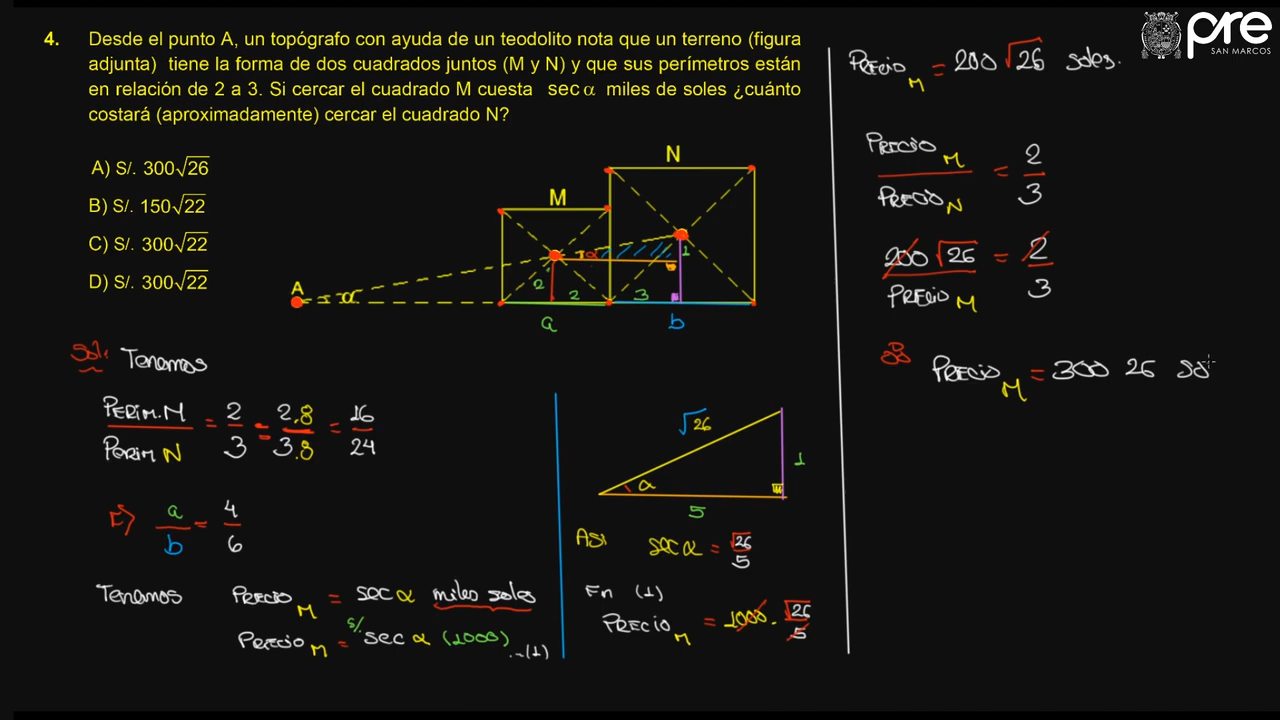 4. Desde el punto A, un topógrafo con ayuda de un teodolito nota que un terreno (figura
adjunta) tiene la forma de dos cuadrados juntos (M y N) y que sus perímetros están
en relación de 2 a 3. Si cercar el cuadrado M cuesta sec α miles de soles ¿cuánto
costará (aproximadamente) cercar el cuadrado N?
A) S/. 300√26
B) S/. 150√22
C) S/. 300√22
D) S/. 300√22
N
M
A
α
α
1
2
2
3
a
b
Sol: Tenemos
PERIM.M / PERIM N = 2/3 = 2.8/3.8 = 16/24
⇒ a/b = 4/6
Tenemos PRECIO M = sec α miles soles
PRECIO M = S/. sec α (1000) ...(1)
√26
1
α
5
Así sec α = √26/5
En (1)
PRECIO M = 1000 . √26/5
PRECIO M = 200 √26 soles.
PRECIO M / PRECIO N = 2/3
200 √26 / PRECIO M = 2/3
PRECIO M = 300 26 so
pre
SAN MARCOS